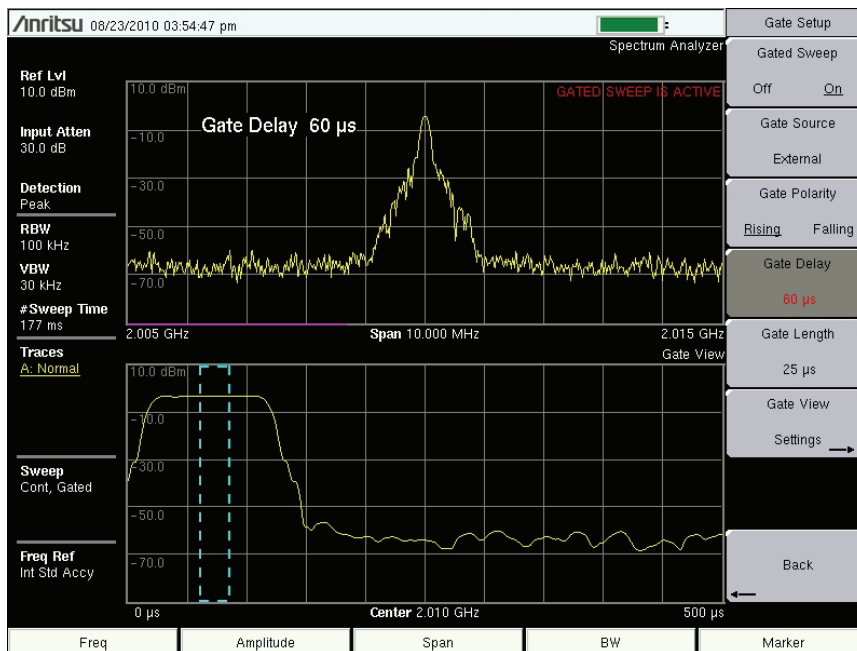 Anritsu 08/23/2010 03:54:47 pm
Spectrum Analyzer
Ref Lvl
10.0 dBm
Input Atten
30.0 dB
Detection
Peak
RBW
100 kHz
VBW
30 kHz
#Sweep Time
177 ms
Traces
A: Normal
Sweep
Cont, Gated
Freq Ref
Int Std Accy
10.0 dBm
GATED SWEEP IS ACTIVE
Gate Delay 60 µs
-10.0
-30.0
-50.0
-70.0
2.005 GHz
Span 10.000 MHz
2.015 GHz
Gate View
10.0 dBm
-10.0
-30.0
-50.0
-70.0
0 µs
Center 2.010 GHz
500 µs
Gate Setup
Gated Sweep
Off On
Gate Source
External
Gate Polarity
Rising Falling
Gate Delay
60 µs
Gate Length
25 µs
Gate View
Settings
Back
Freq
Amplitude
Span
BW
Marker